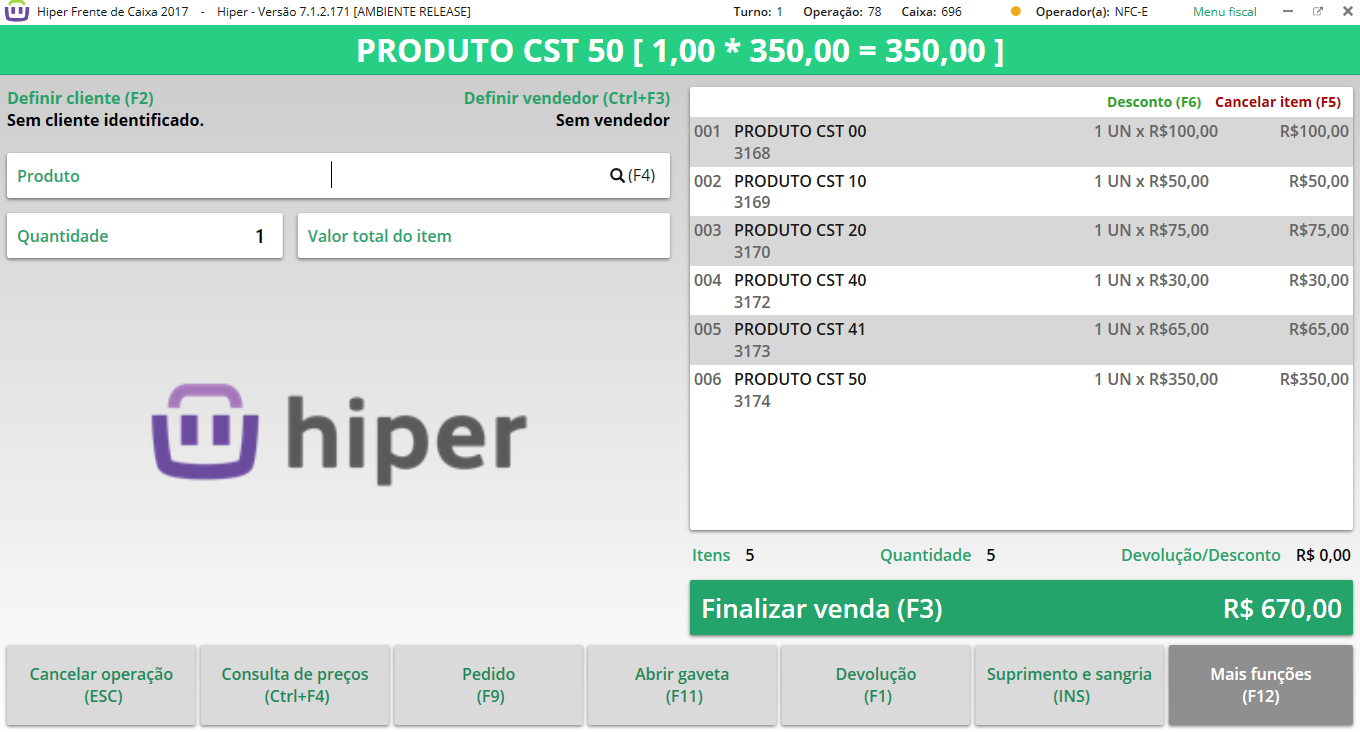 Hiper Frente de Caixa 2017 - Hiper - Versão 7.1.2.171 [AMBIENTE RELEASE] Turno: 1 Operação: 78 Caixa: 696 Operador(a): NFC-E Menu fiscal
PRODUTO CST 50 [ 1,00 * 350,00 = 350,00 ]
Definir cliente (F2) Definir vendedor (Ctrl+F3)
Sem cliente identificado. Sem vendedor
Produto (F4)
Quantidade 1 Valor total do item
hiper
Desconto (F6) Cancelar item (F5)
001 PRODUTO CST 00 1 UN x R$100,00 R$100,00
3168
002 PRODUTO CST 10 1 UN x R$50,00 R$50,00
3169
003 PRODUTO CST 20 1 UN x R$75,00 R$75,00
3170
004 PRODUTO CST 40 1 UN x R$30,00 R$30,00
3172
005 PRODUTO CST 41 1 UN x R$65,00 R$65,00
3173
006 PRODUTO CST 50 1 UN x R$350,00 R$350,00
3174
Itens 5 Quantidade 5 Devolução/Desconto R$ 0,00
Finalizar venda (F3) R$ 670,00
Cancelar operação (ESC)
Consulta de preços (Ctrl+F4)
Pedido (F9)
Abrir gaveta (F11)
Devolução (F1)
Suprimento e sangria (INS)
Mais funções (F12)